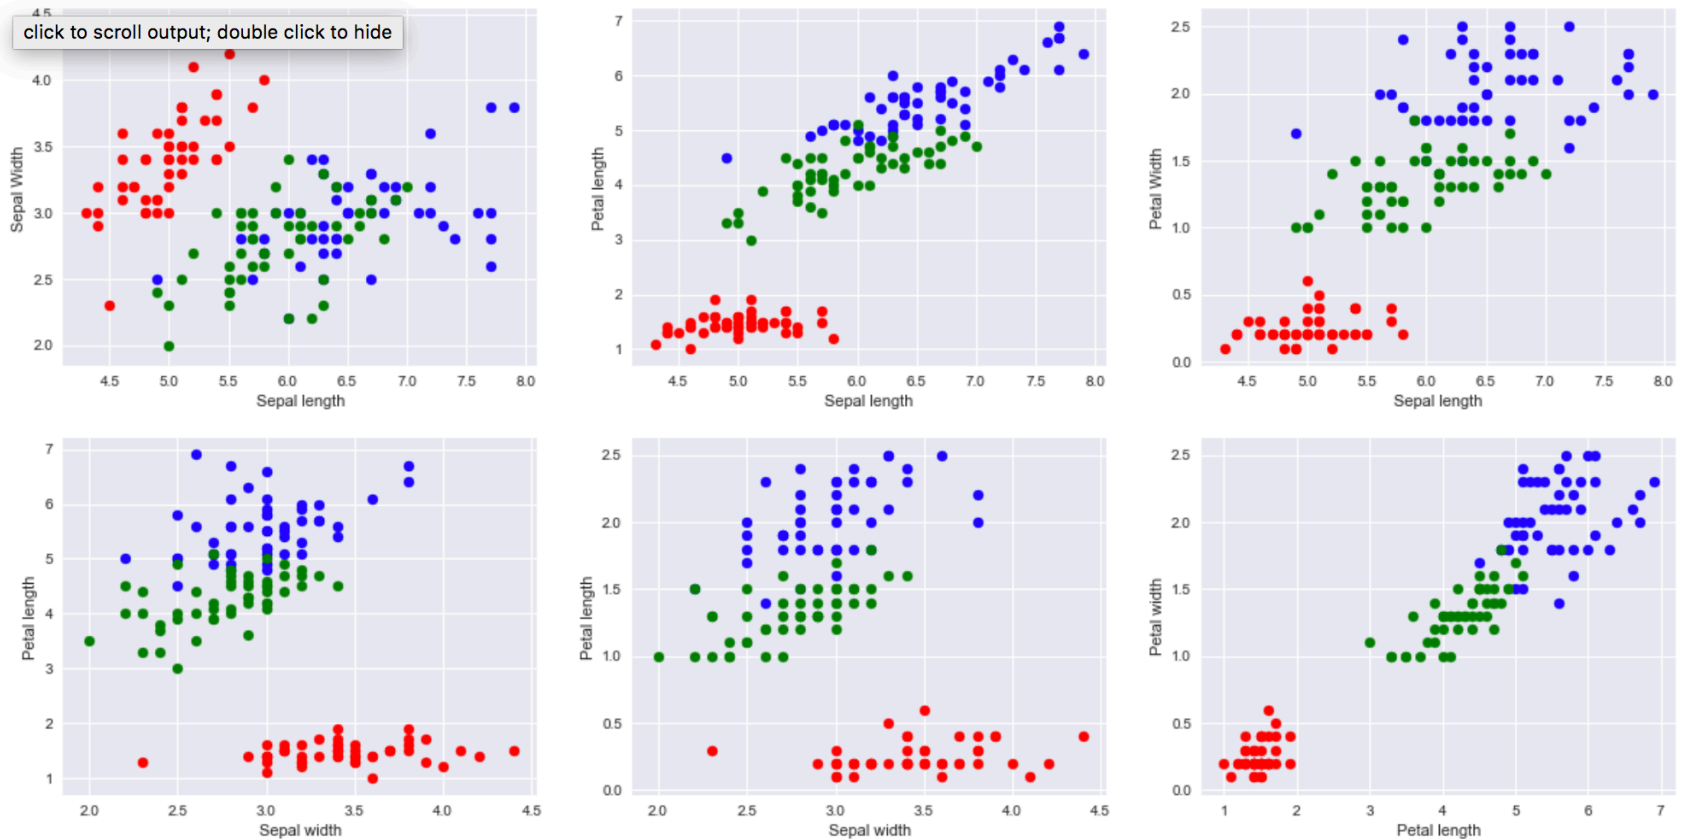 4.5
click to scroll output; double click to hide
4.0
3.5
3.0
2.5
2.0
Sepal Width
4.5 5.0 5.5 6.0 6.5 7.0 7.5 8.0
Sepal length
7
6
5
4
3
2
1
Petal length
4.5 5.0 5.5 6.0 6.5 7.0 7.5 8.0
Sepal length
2.5
2.0
1.5
1.0
0.5
0.0
Petal Width
4.5 5.0 5.5 6.0 6.5 7.0 7.5 8.0
Sepal length
7
6
5
4
3
2
1
Petal length
2.0 2.5 3.0 3.5 4.0 4.5
Sepal width
2.5
2.0
1.5
1.0
0.5
0.0
Petal length
2.0 2.5 3.0 3.5 4.0 4.5
Sepal width
2.5
2.0
1.5
1.0
0.5
0.0
Petal width
1 2 3 4 5 6 7
Petal length